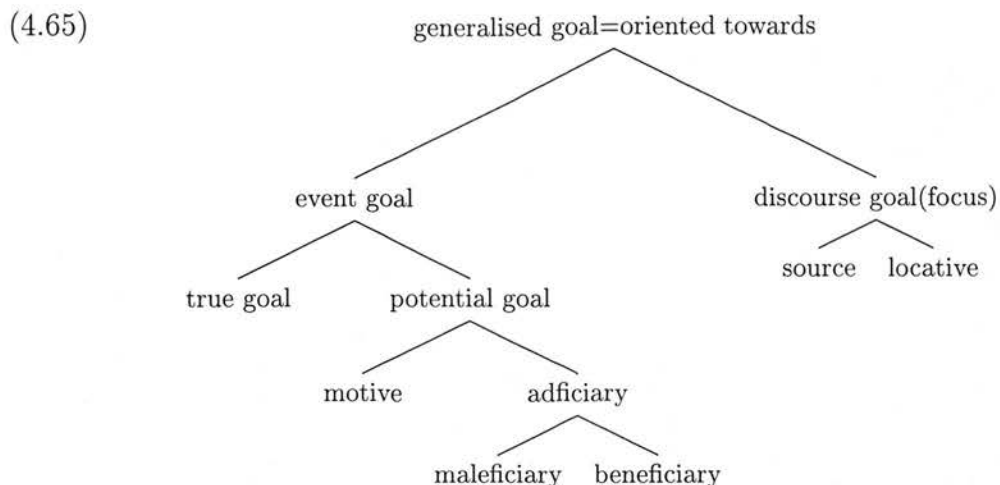 (4.65)
generalised goal=oriented towards
event goal
discourse goal(focus)
source locative
true goal
potential goal
motive
adficiary
maleficiary beneficiary